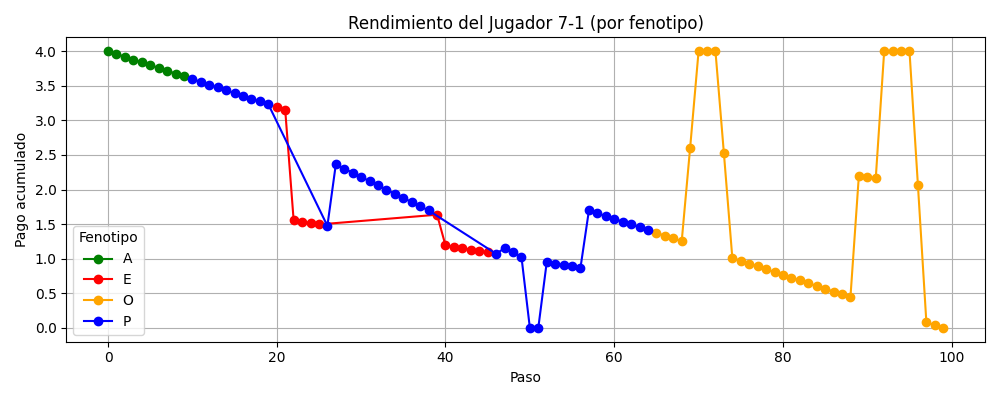 Rendimiento del Jugador 7-1 (por fenotipo)
Pago acumulado
4.0
3.5
3.0
2.5
2.0
1.5
1.0
0.5
0.0
Fenotipo
A
E
O
P
0
20
40
60
80
100
Paso